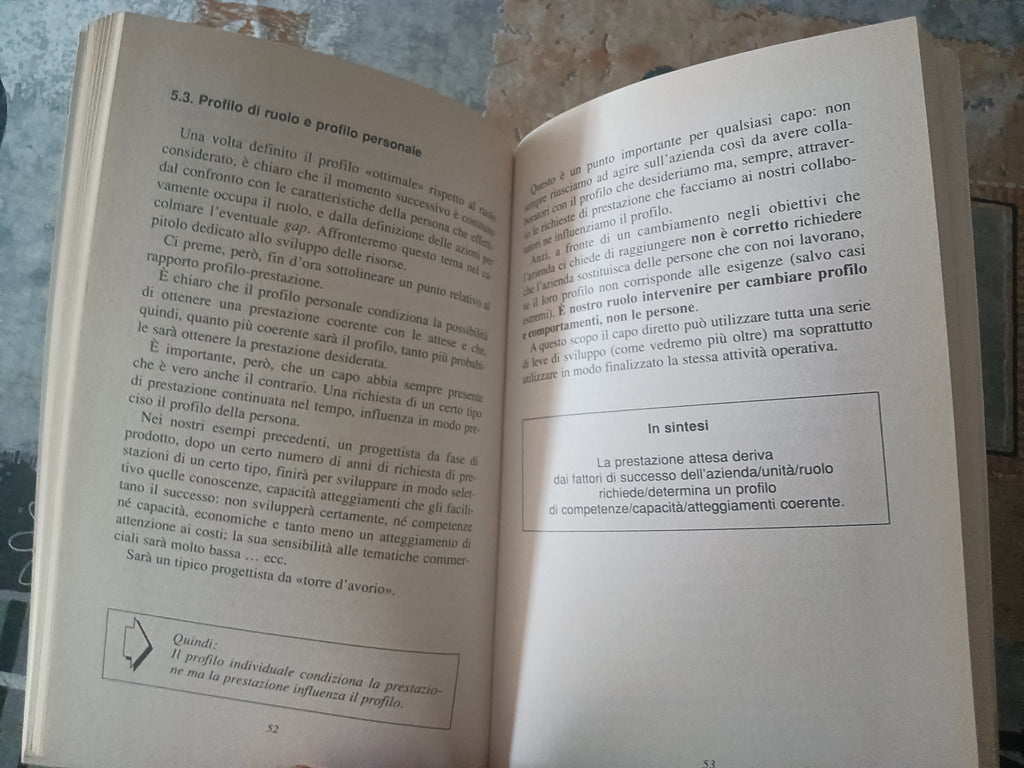 5.3. Profilo di ruolo e profilo personale
Una volta definito il profilo «ottimale» rispetto al ruolo
considerato, è chiaro che il momento successivo è costituito
dal confronto con le caratteristiche della persona che effetti-
vamente occupa il ruolo, e dalla definizione delle azioni per
colmare l'eventuale gap. Affronteremo questo tema nel ca-
pitolo dedicato allo sviluppo delle risorse.
Ci preme, però, fin d'ora sottolineare un punto relativo al
rapporto profilo-prestazione.
È chiaro che il profilo personale condiziona la possibilità
di ottenere una prestazione coerente con le attese e che,
quindi, quanto più coerente sarà il profilo, tanto più probabi-
le sarà ottenere la prestazione desiderata.
È importante, però, che un capo abbia sempre presente
che è vero anche il contrario. Una richiesta di un certo tipo
di prestazione continuata nel tempo, influenza in modo pre-
ciso il profilo della persona.
Nei nostri esempi precedenti, un progettista da fase di
prodotto, dopo un certo numero di anni di richiesta di pre-
stazioni di un certo tipo, finirà per sviluppare in modo selet-
tivo quelle conoscenze, capacità atteggiamenti che gli facili-
tano il successo: non svilupperà certamente, né competenze
né capacità, economiche e tanto meno un atteggiamento di
attenzione ai costi; la sua sensibilità alle tematiche commer-
ciali sarà molto bassa ... ecc.
Sarà un tipico progettista da «torre d'avorio».
Quindi:
Il profilo individuale condiziona la prestazio-
ne ma la prestazione influenza il profilo.
52
Questo è un punto importante per qualsiasi capo: non
sempre riusciamo ad agire sull'azienda così da avere colla-
boratori con il profilo che desideriamo ma, sempre, attraver-
so le richieste di prestazione che facciamo ai nostri collabo-
ratori ne influenziamo il profilo.
Anzi, a fronte di un cambiamento negli obiettivi che
l'azienda ci chiede di raggiungere non è corretto richiedere
che l'azienda sostituisca delle persone che con noi lavorano,
se il loro profilo non corrisponde alle esigenze (salvo casi
estremi). È nostro ruolo intervenire per cambiare profilo
e comportamenti, non le persone.
A questo scopo il capo diretto può utilizzare tutta una serie
di leve di sviluppo (come vedremo più oltre) ma soprattutto
utilizzare in modo finalizzato la stessa attività operativa.
In sintesi
La prestazione attesa deriva
dai fattori di successo dell'azienda/unità/ruolo
richiede/determina un profilo
di competenze/capacità/atteggiamenti coerente.
53